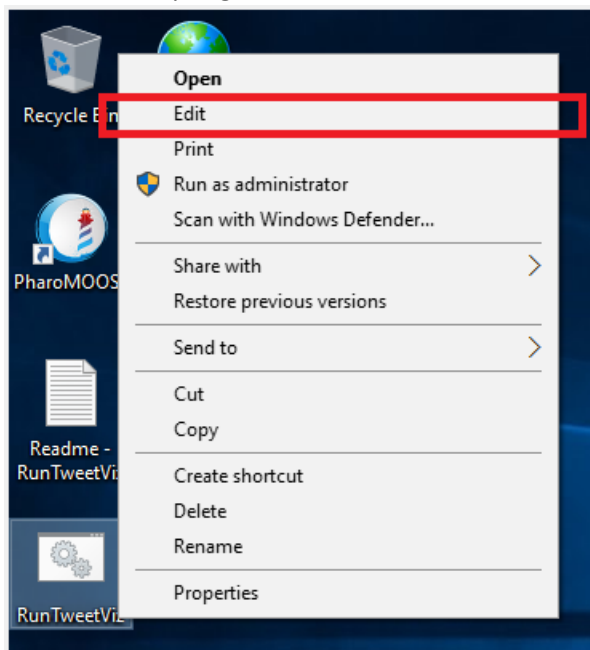 Recycle Bin
PharoMOOS
Readme -
RunTweetVi
RunTweetViz
Open
Edit
Print
Run as administrator
Scan with Windows Defender...
Share with
Restore previous versions
Send to
Cut
Copy
Create shortcut
Delete
Rename
Properties